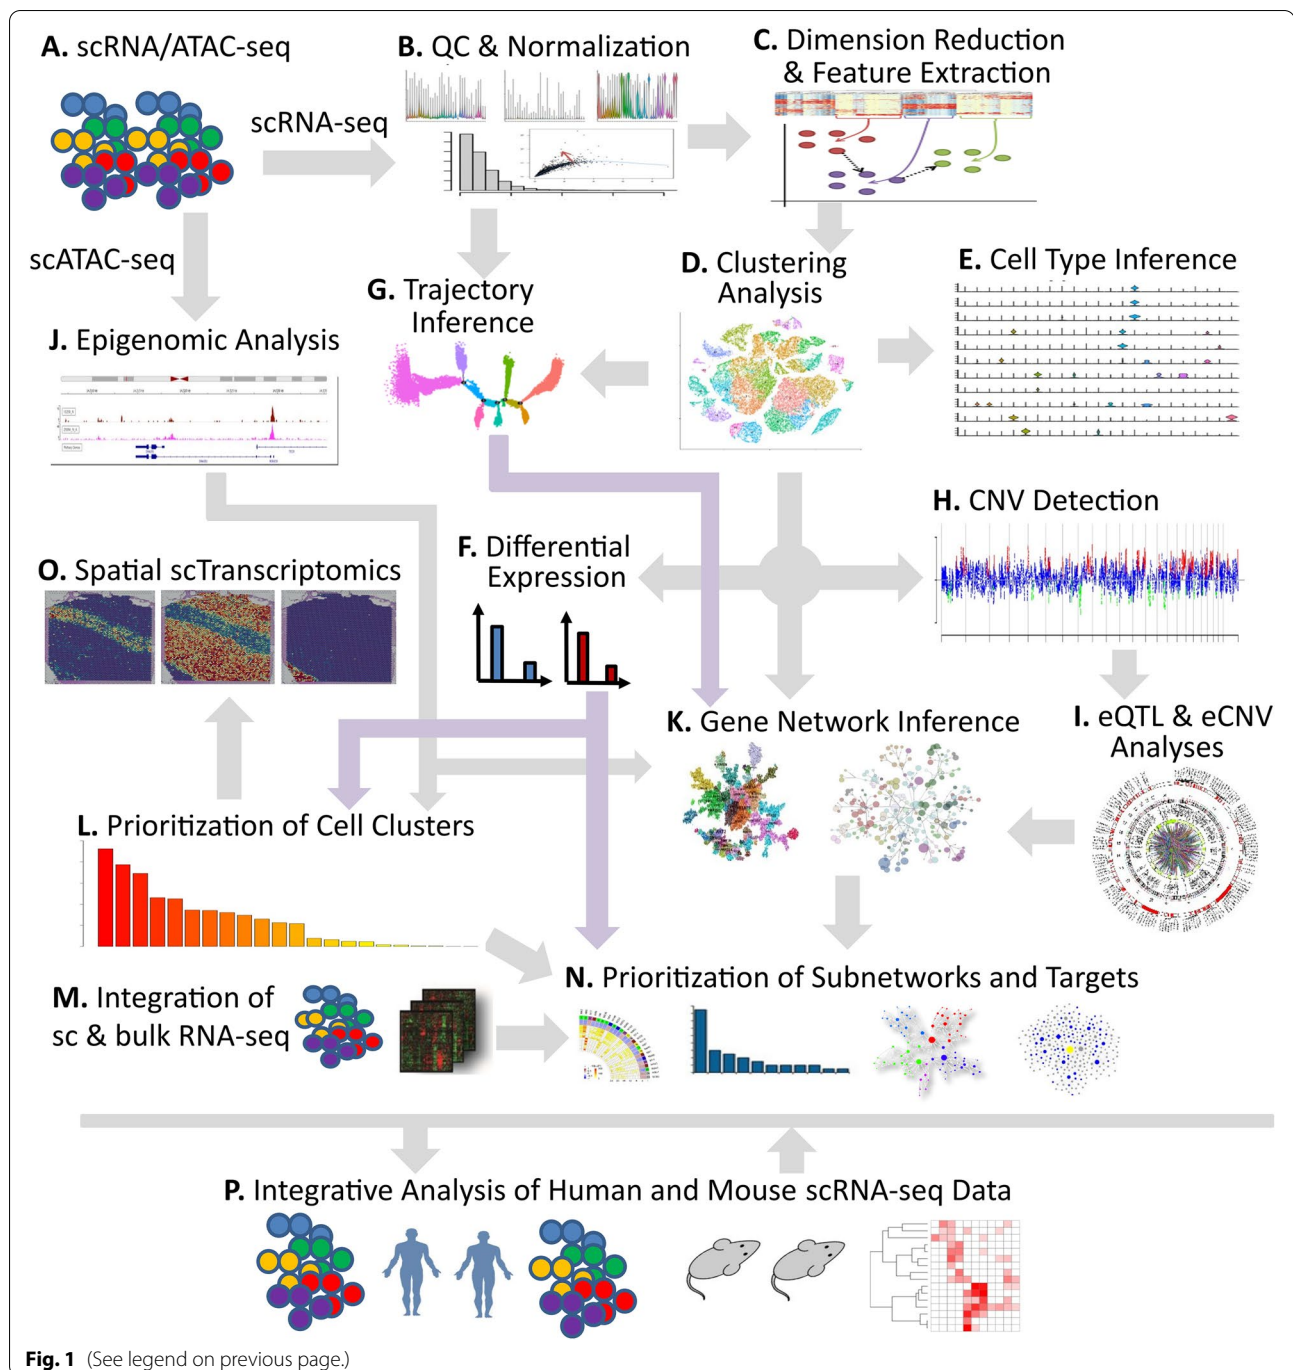 A. scRNA/ATAC-seq
B. QC & Normalization
C. Dimension Reduction
& Feature Extraction
scRNA-seq
scATAC-seq
D. Clustering
Analysis
E. Cell Type Inference
G. Trajectory
Inference
J. Epigenomic Analysis
H. CNV Detection
F. Differential
Expression
O. Spatial scTranscriptomics
K. Gene Network Inference
I. eQTL & eCNV
Analyses
L. Prioritization of Cell Clusters
M. Integration of
sc & bulk RNA-seq
N. Prioritization of Subnetworks and Targets
P. Integrative Analysis of Human and Mouse scRNA-seq Data
Fig. 1 (See legend on previous page.)